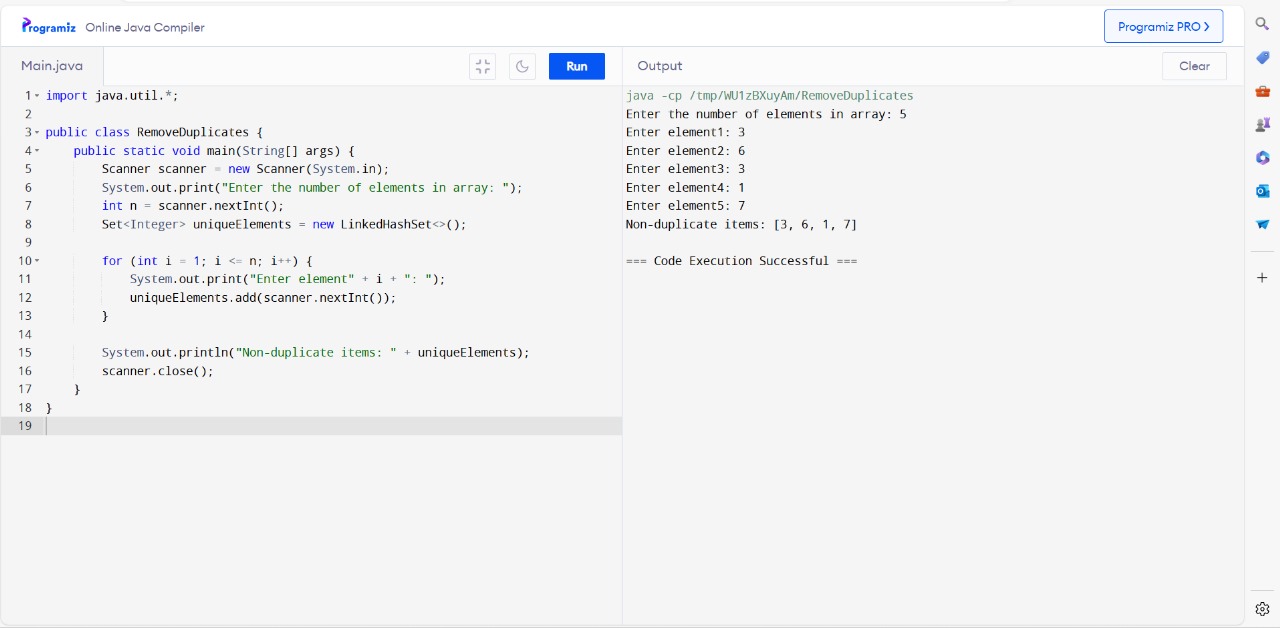 Programiz Online Java Compiler
Programiz PRO
Main.java
Run
1 import java.util.*;
2
3 public class RemoveDuplicates {
4     public static void main(String[] args) {
5         Scanner scanner = new Scanner(System.in);
6         System.out.print("Enter the number of elements in array: ");
7         int n = scanner.nextInt();
8         Set<Integer> uniqueElements = new LinkedHashSet<>();
9
10         for (int i = 1; i <= n; i++) {
11             System.out.print("Enter element" + i + ": ");
12             uniqueElements.add(scanner.nextInt());
13         }
14
15         System.out.println("Non-duplicate items: " + uniqueElements);
16         scanner.close();
17     }
18 }
19
Output
Clear
java -cp /tmp/WU1zBXuyAm/RemoveDuplicates
Enter the number of elements in array: 5
Enter element1: 3
Enter element2: 6
Enter element3: 3
Enter element4: 1
Enter element5: 7
Non-duplicate items: [3, 6, 1, 7]
=== Code Execution Successful ===